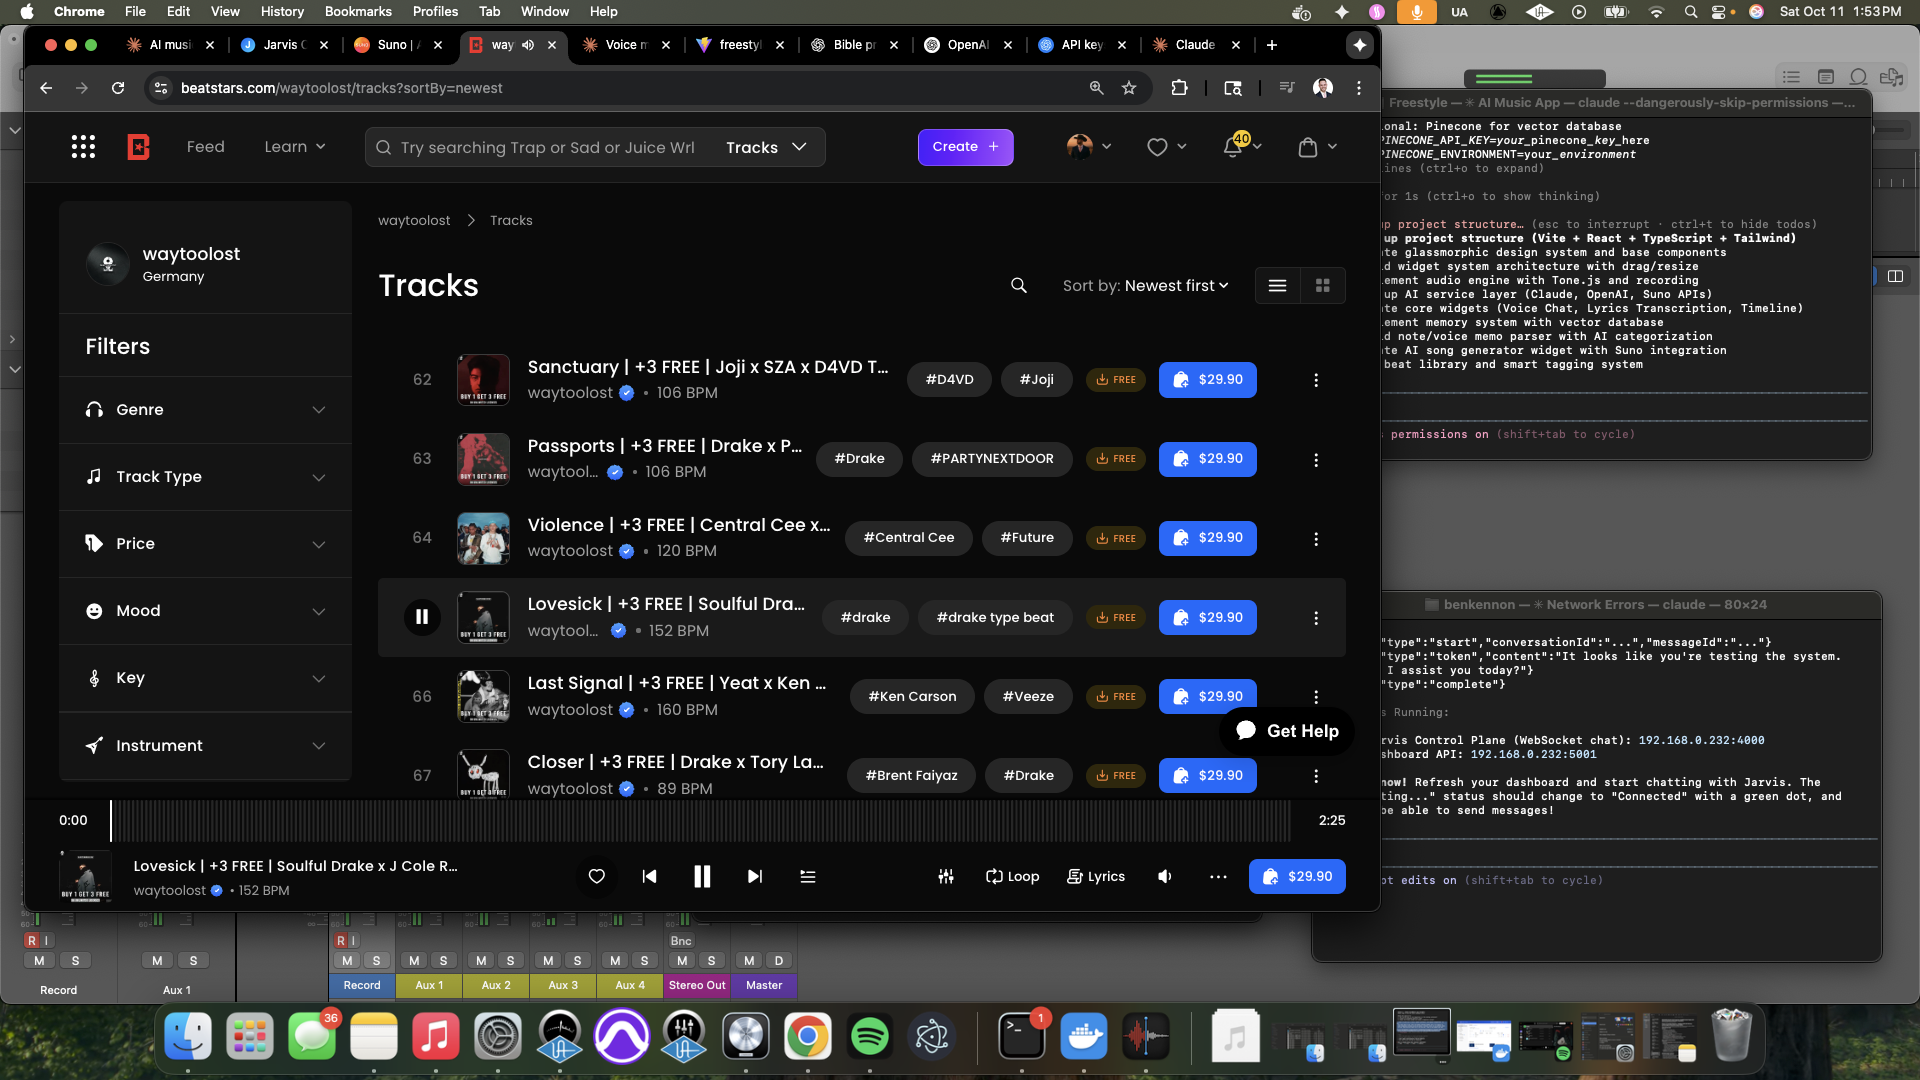 Chrome File Edit View History Bookmarks Profiles Tab Window Help
UA
Sat Oct 11 1:53 PM
AI musi
Jarvis C
Suno | A
way
Voice m
freestyl
Bible pr
OpenAI
API key
Claude
beatstars.com/waytoolost/tracks?sortBy=newest
Feed
Learn
Try searching Trap or Sad or Juice Wrl
Tracks
Create +
40
waytoolost
Germany
Filters
Genre
Track Type
Price
Mood
Key
Instrument
waytoolost > Tracks
Tracks
Sort by: Newest first
62
Sanctuary | +3 FREE | Joji x SZA x D4VD T...
waytoolost • 106 BPM
#D4VD
#Joji
FREE
$29.90
63
Passports | +3 FREE | Drake x P...
waytool... • 106 BPM
#Drake
#PARTYNEXTDOOR
FREE
$29.90
64
Violence | +3 FREE | Central Cee x...
waytoolost • 120 BPM
#Central Cee
#Future
FREE
$29.90
Lovesick | +3 FREE | Soulful Dra...
waytool... • 152 BPM
#drake
#drake type beat
FREE
$29.90
66
Last Signal | +3 FREE | Yeat x Ken ...
waytoolost • 160 BPM
#Ken Carson
#Veeze
FREE
$29.90
67
Closer | +3 FREE | Drake x Tory La...
waytoolost • 89 BPM
#Brent Faiyaz
#Drake
FREE
$29.90
BUY 1 GET 3 FREE
Get Help
0:00
2:25
Lovesick | +3 FREE | Soulful Drake x J Cole R...
waytoolost • 152 BPM
Loop
Lyrics
$29.90
Freestyle — ✳ AI Music App — claude --dangerously-skip-permissions —...
onal: Pinecone for vector database
PINECONE_API_KEY=your_pinecone_key_here
PINECONE_ENVIRONMENT=your_environment
ines (ctrl+o to expand)
for 1s (ctrl+o to show thinking)
up project structure… (esc to interrupt · ctrl+t to hide todos)
up project structure (Vite + React + TypeScript + Tailwind)
te glassmorphic design system and base components
d widget system architecture with drag/resize
lement audio engine with Tone.js and recording
up AI service layer (Claude, OpenAI, Suno APIs)
te core widgets (Voice Chat, Lyrics Transcription, Timeline)
lement memory system with vector database
d note/voice memo parser with AI categorization
te AI song generator widget with Suno integration
beat library and smart tagging system
permissions on (shift+tab to cycle)
benkennon — ✳ Network Errors — claude — 80×24
"type":"start","conversationId":"...","messageId":"..."}
"type":"token","content":"It looks like you're testing the system.
I assist you today?"}
"type":"complete"}
s Running:
rvis Control Plane (WebSocket chat): 192.168.0.232:4000
shboard API: 192.168.0.232:5001
now! Refresh your dashboard and start chatting with Jarvis. The
ting..." status should change to "Connected" with a green dot, and
be able to send messages!
pt edits on (shift+tab to cycle)
R I
R I
Bnc
M S M S M S M S M S M S M S M S M D
Record
Aux 1
Record
Aux 1
Aux 2
Aux 3
Aux 4
Stereo Out
Master
36
1